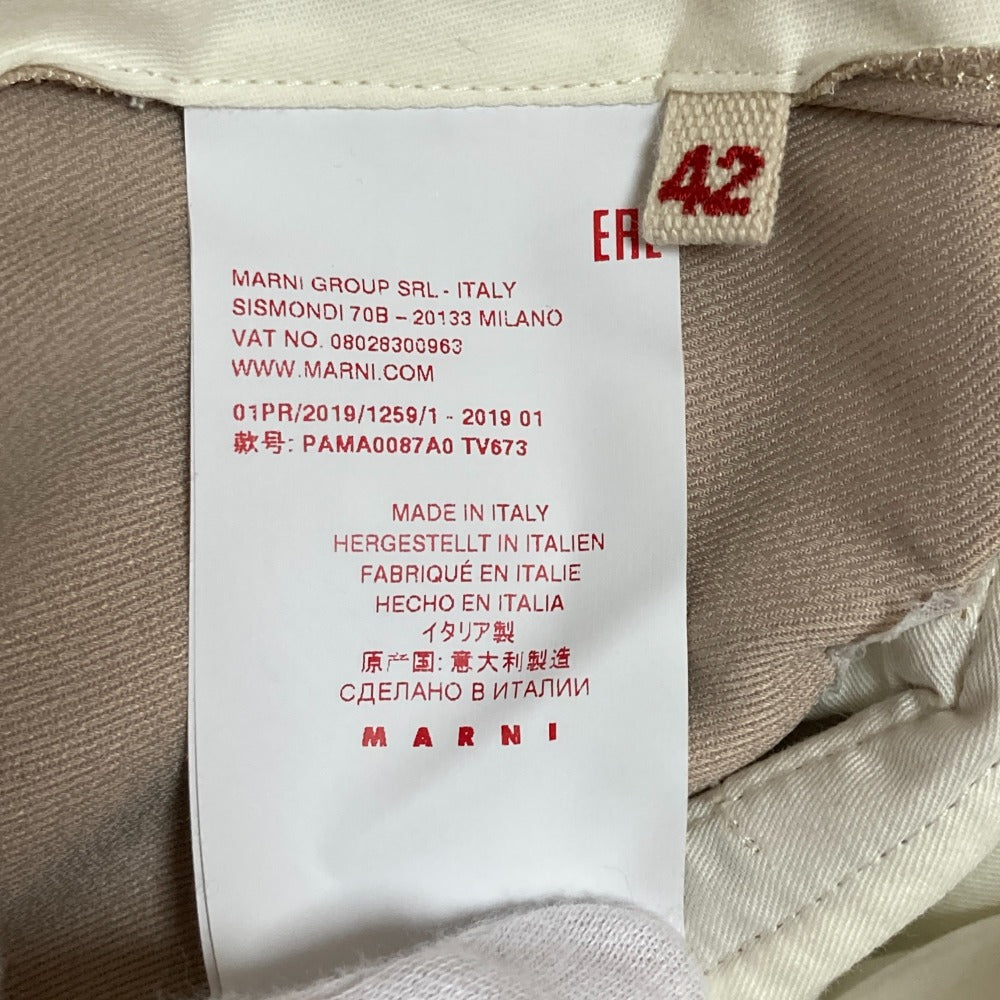 42
EAC
MARNI GROUP SRL - ITALY
SISMONDI 70B – 20133 MILANO
VAT NO. 08028300963
WWW.MARNI.COM
01PR/2019/1259/1 - 2019 01
款号: PAMA0087A0 TV673
MADE IN ITALY
HERGESTELLT IN ITALIEN
FABRIQUÉ EN ITALIE
HECHO EN ITALIA
イタリア製
原产国: 意大利製造
СДЕЛАНО В ИТАЛИИ
MARNI